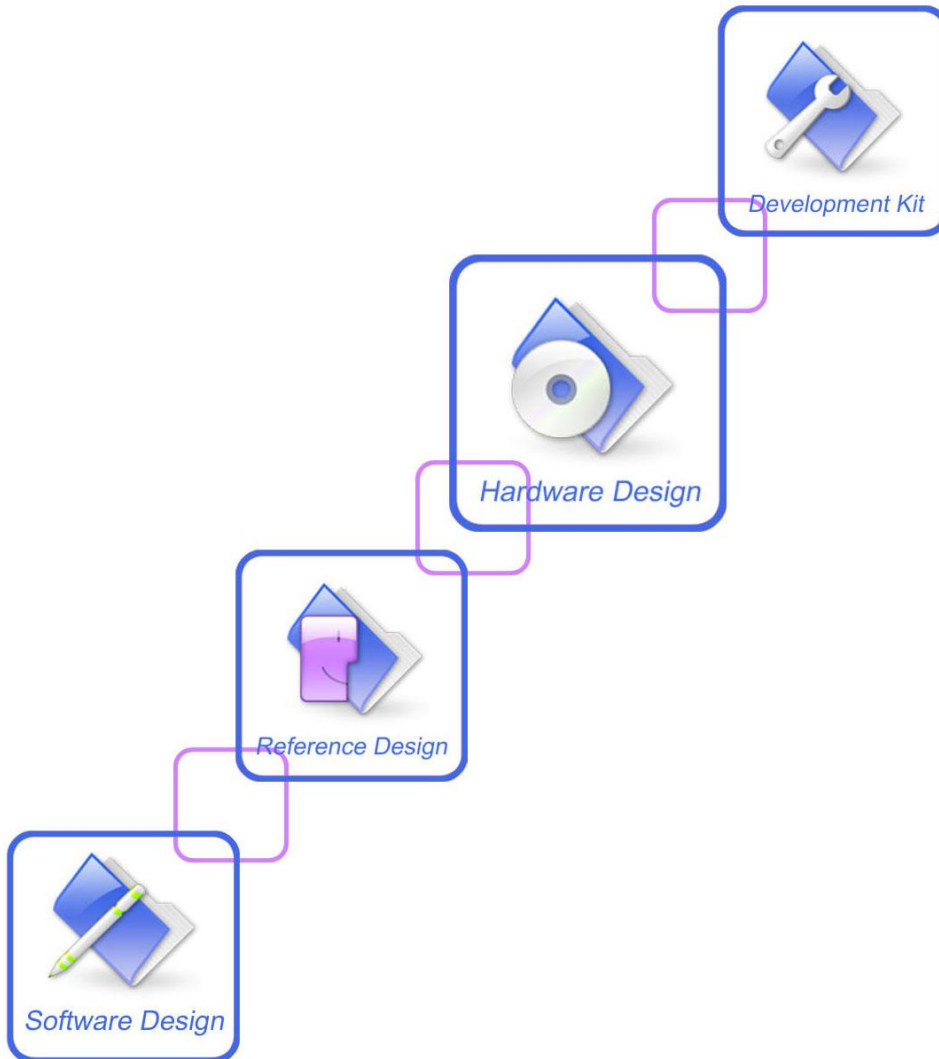 Development Kit
Hardware Design
Reference Design
Software Design